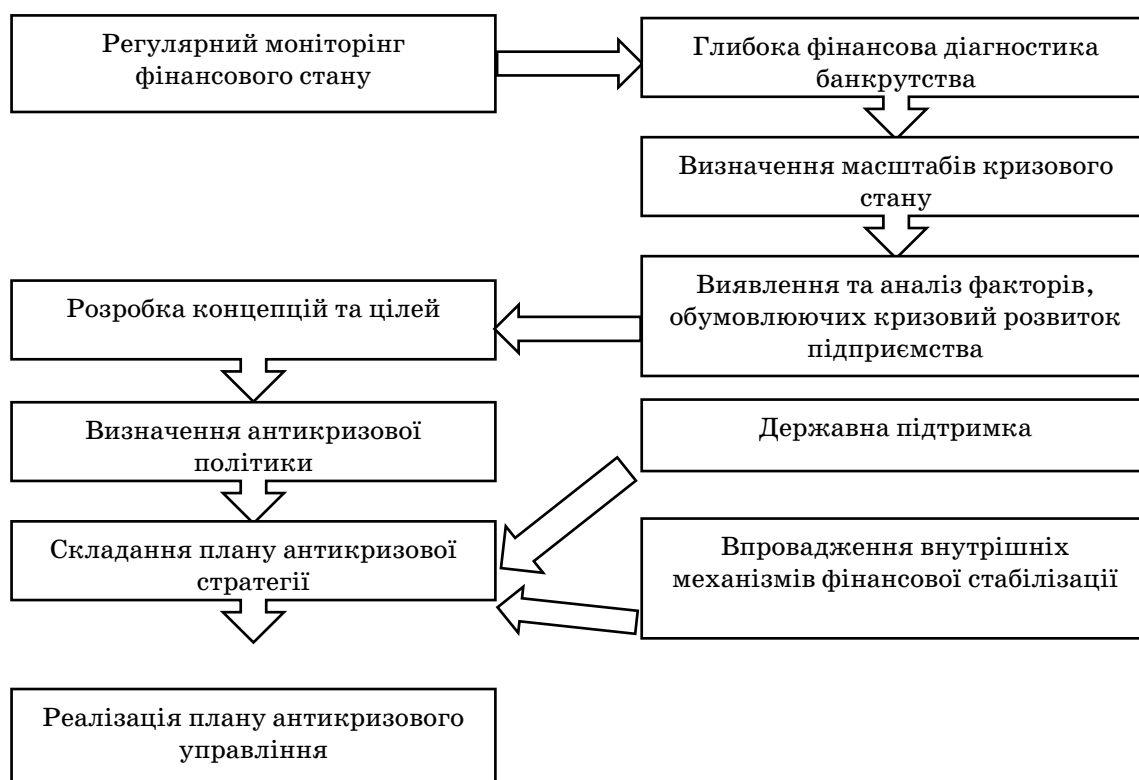 Регулярний моніторінг
фінансового стану
Глибока фінансова діагностика
банкрутства
Визначення масштабів кризового
стану
Виявлення та аналіз факторів,
обумовлюючих кризовий розвиток
підприємства
Розробка концепцій та цілей
Визначення антикризової
політики
Державна підтримка
Складання плану антикризової
стратегії
Впровадження внутрішніх
механізмів фінансової стабілізації
Реалізація плану антикризового
управління